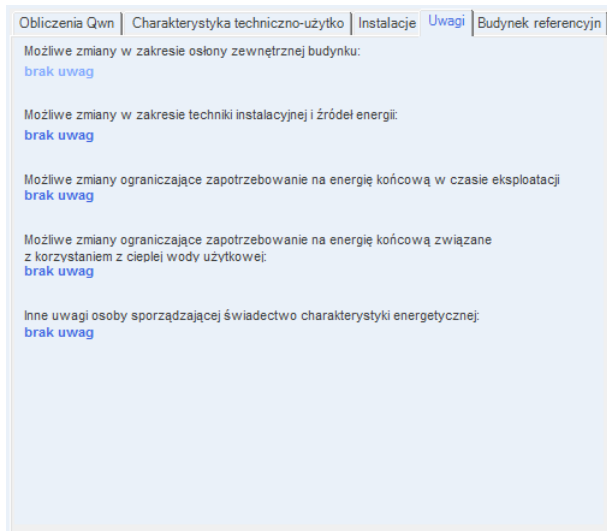 Obliczenia Qwn Charakterystyka techniczno-użytko Instalacje Uwagi Budynek referencyjn
Możliwe zmiany w zakresie osłony zewnętrznej budynku:
brak uwag
Możliwe zmiany w zakresie techniki instalacyjnej i źródeł energii:
brak uwag
Możliwe zmiany ograniczające zapotrzebowanie na energię końcową w czasie eksploatacji
brak uwag
Możliwe zmiany ograniczające zapotrzebowanie na energię końcową związane
z korzystaniem z ciepłej wody użytkowej:
brak uwag
Inne uwagi osoby sporządzającej świadectwo charakterystyki energetycznej:
brak uwag